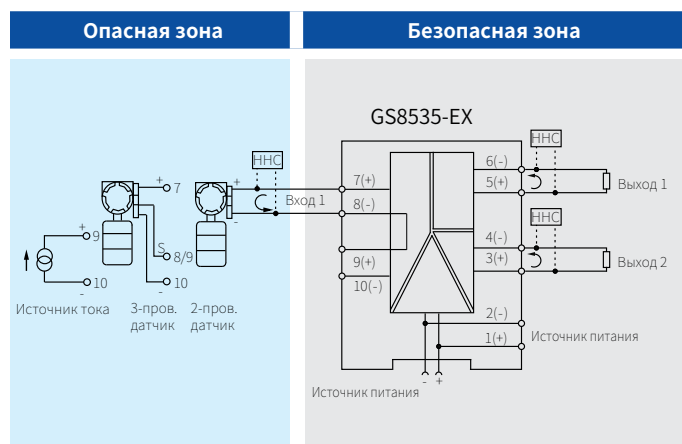 Опасная зона
Безопасная зона
GS8535-EX
ННС
6(-)
5(+)
Выход 1
ННС
7(+)
8(-)
Вход 1
+
-
+
7
S
8/9
-
10
+
9
10
-
ННС
4(-)
3(+)
Выход 2
9(+)
10(-)
2(-)
1(+)
Источник питания
Источник тока
3-пров.
датчик
2-пров.
датчик
- +
Источник питания